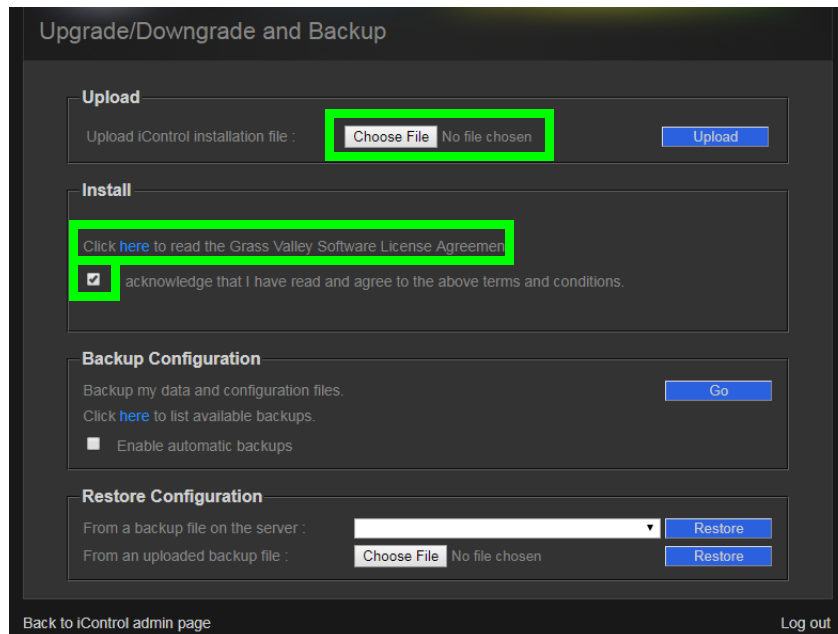 Upgrade/Downgrade and Backup
Upload
Upload iControl installation file : Choose File No file chosen Upload
Install
Click here to read the Grass Valley Software License Agreemen
acknowledge that I have read and agree to the above terms and conditions.
Backup Configuration
Backup my data and configuration files. Go
Click here to list available backups.
Enable automatic backups
Restore Configuration
From a backup file on the server : Restore
From an uploaded backup file : Choose File No file chosen Restore
Back to iControl admin page Log out